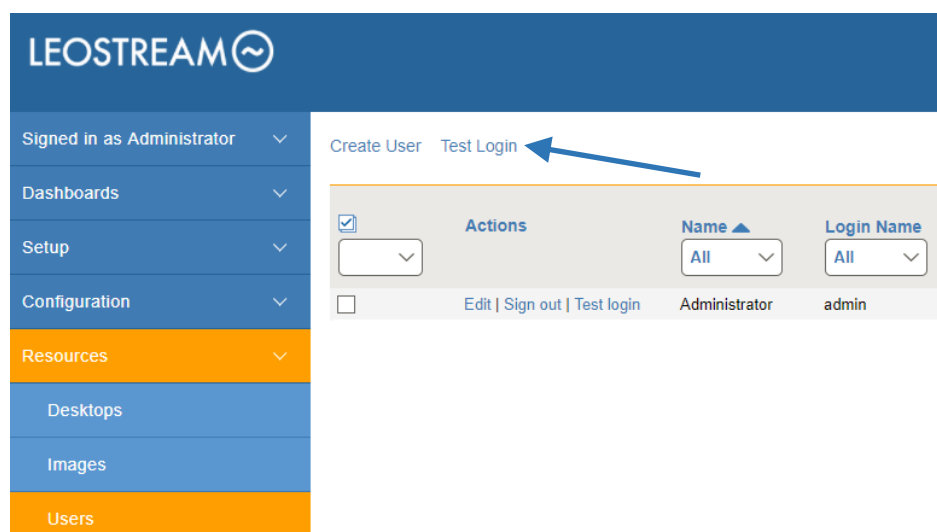 LEOSTREAM
Signed in as Administrator
Create User Test Login
Dashboards
Actions Name Login Name
Setup
All All
Configuration
Edit | Sign out | Test login Administrator admin
Resources
Desktops
Images
Users